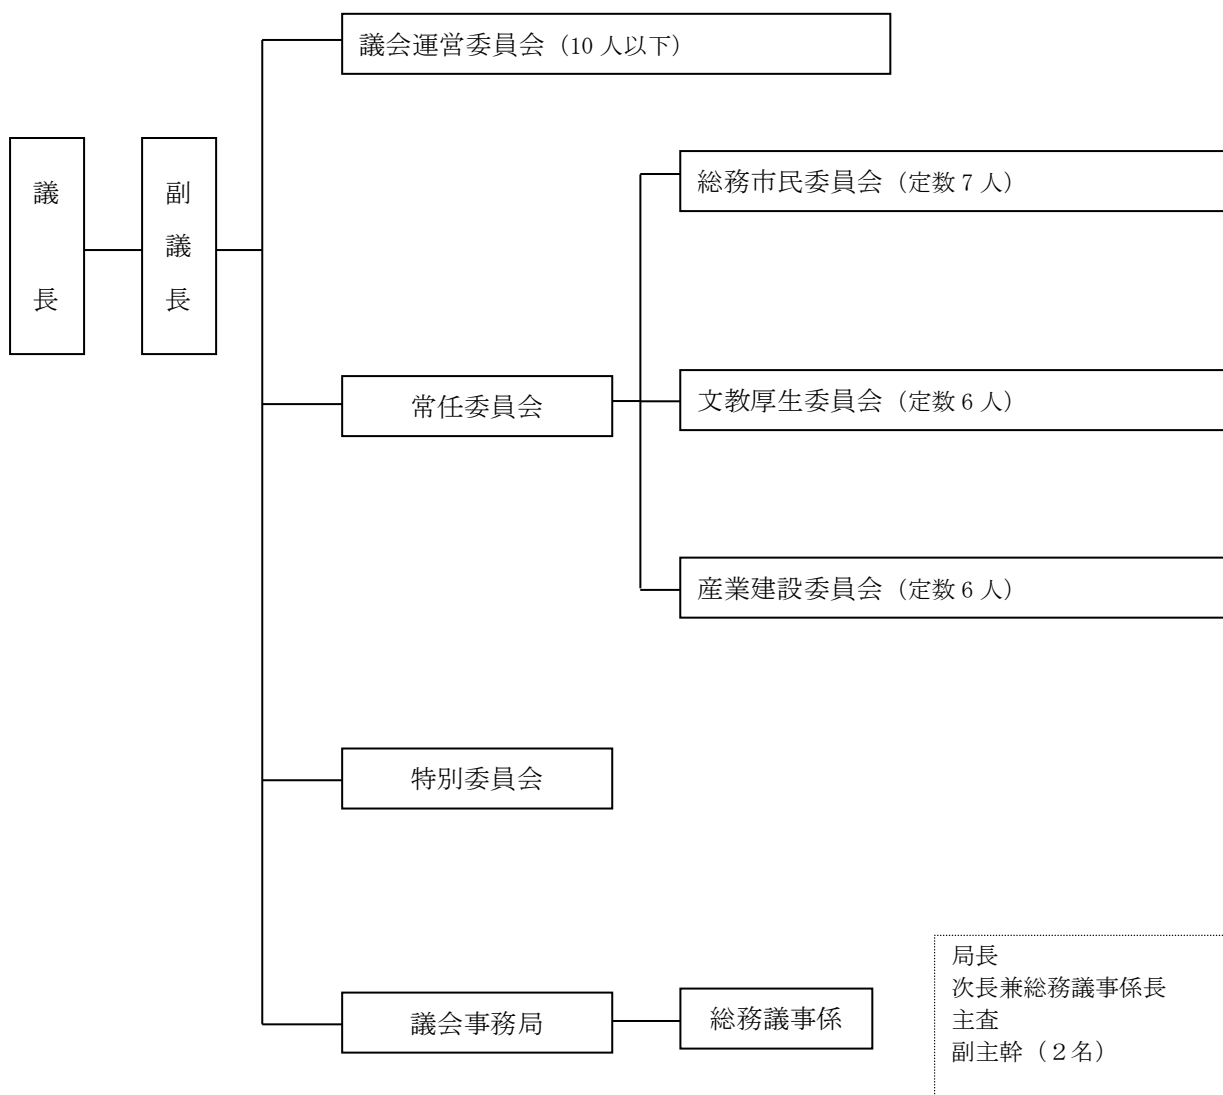 議会運営委員会（10 人以下）
議長
副議長
総務市民委員会（定数 7 人）
常任委員会
文教厚生委員会（定数 6 人）
産業建設委員会（定数 6 人）
特別委員会
議会事務局
総務議事係
局長
次長兼総務議事係長
主査
副主幹（２名）